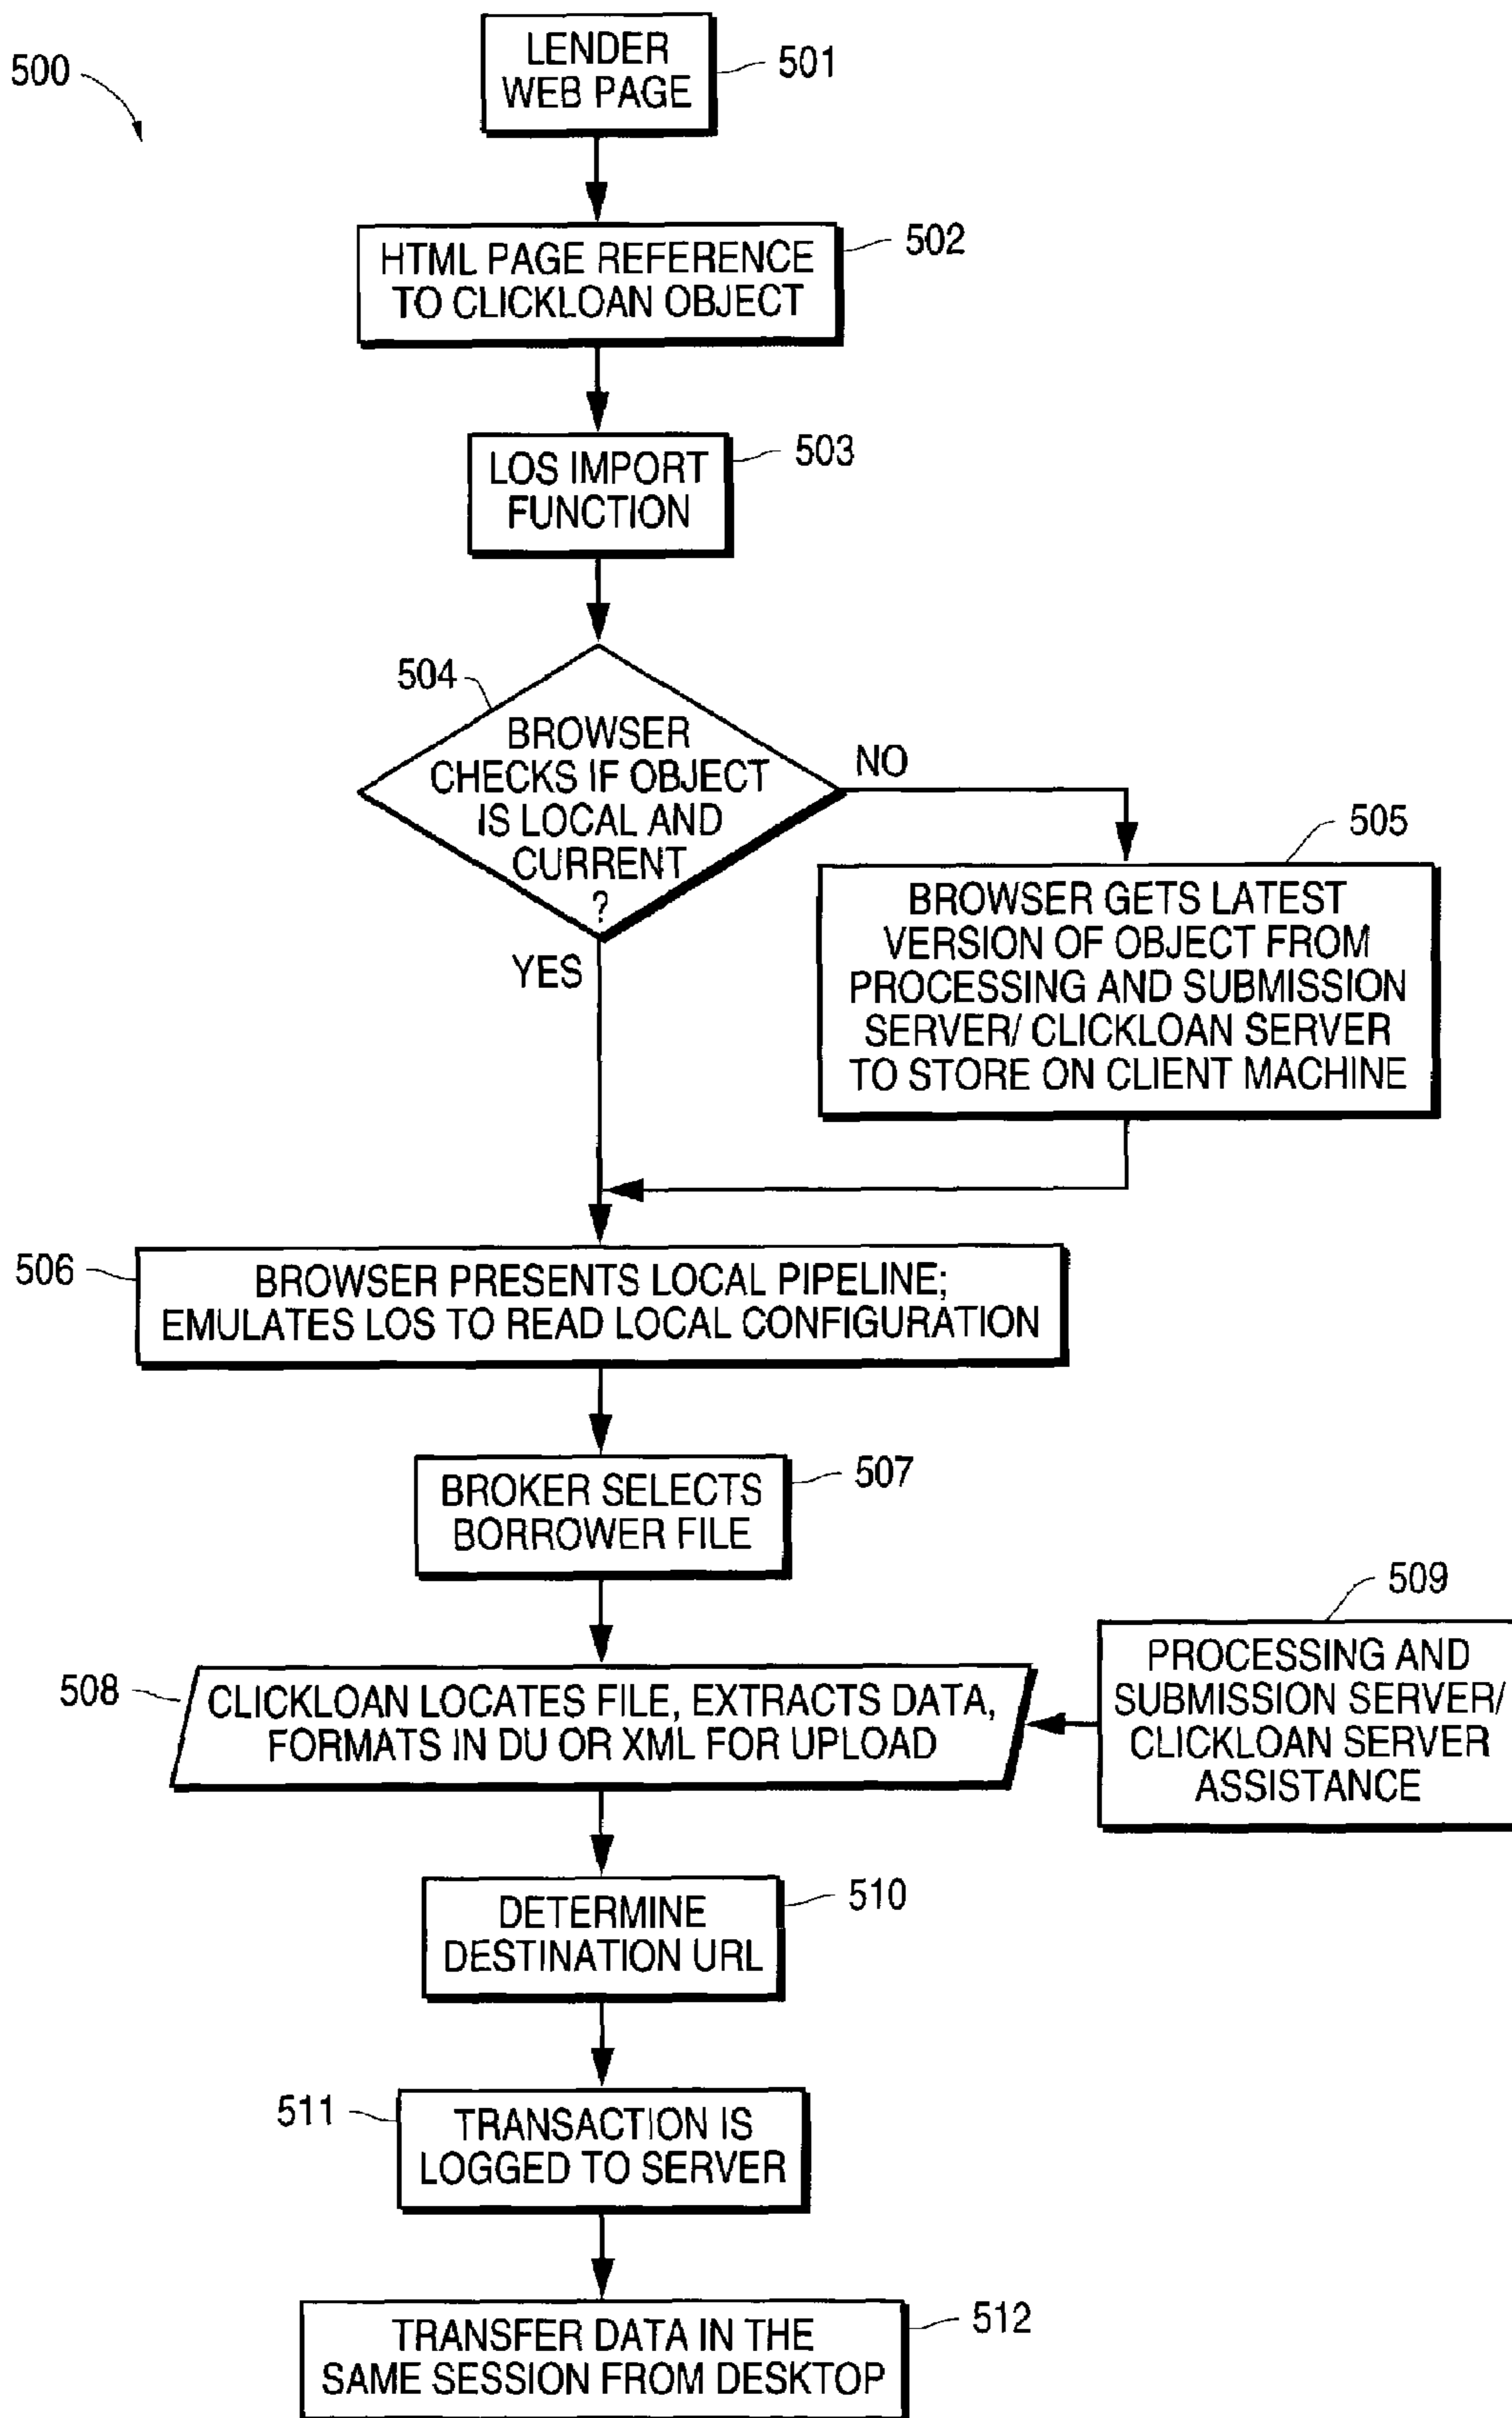 500
LENDER
WEB PAGE
501
HTML PAGE REFERENCE
TO CLICKLOAN OBJECT
502
LOS IMPORT
FUNCTION
503
504
BROWSER
CHECKS IF OBJECT
IS LOCAL AND
CURRENT
?
NO
YES
505
BROWSER GETS LATEST
VERSION OF OBJECT FROM
PROCESSING AND SUBMISSION
SERVER/ CLICKLOAN SERVER
TO STORE ON CLIENT MACHINE
506
BROWSER PRESENTS LOCAL PIPELINE;
EMULATES LOS TO READ LOCAL CONFIGURATION
BROKER SELECTS
BORROWER FILE
507
508
CLICKLOAN LOCATES FILE, EXTRACTS DATA,
FORMATS IN DU OR XML FOR UPLOAD
509
PROCESSING AND
SUBMISSION SERVER/
CLICKLOAN SERVER
ASSISTANCE
DETERMINE
DESTINATION URL
510
511
TRANSACTION IS
LOGGED TO SERVER
TRANSFER DATA IN THE
SAME SESSION FROM DESKTOP
512